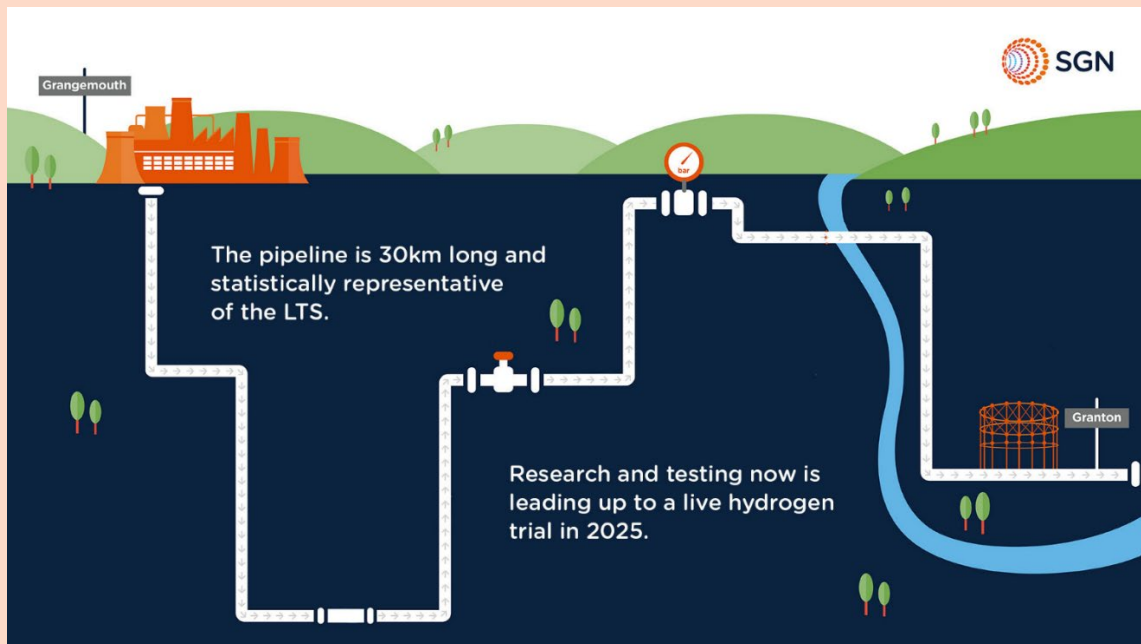 SGN
Grangemouth
bar
The pipeline is 30km long and
statistically representative
of the LTS.
Granton
Research and testing now is
leading up to a live hydrogen
trial in 2025.